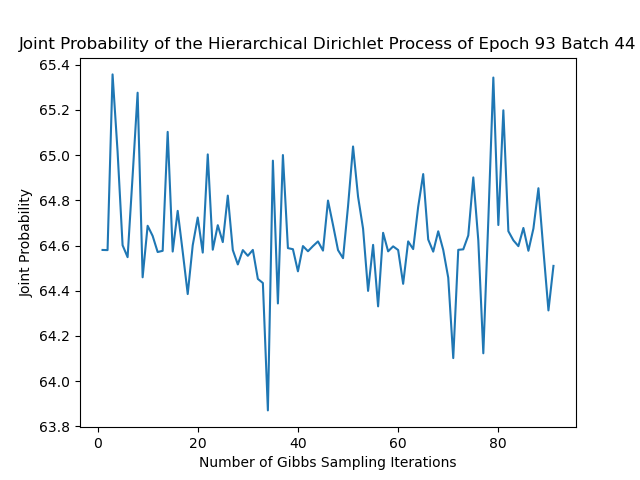 Joint Probability of the Hierarchical Dirichlet Process of Epoch 93 Batch 44
65.4
65.2
65.0
64.8
64.6
64.4
64.2
64.0
63.8
Joint Probability
0 20 40 60 80
Number of Gibbs Sampling Iterations